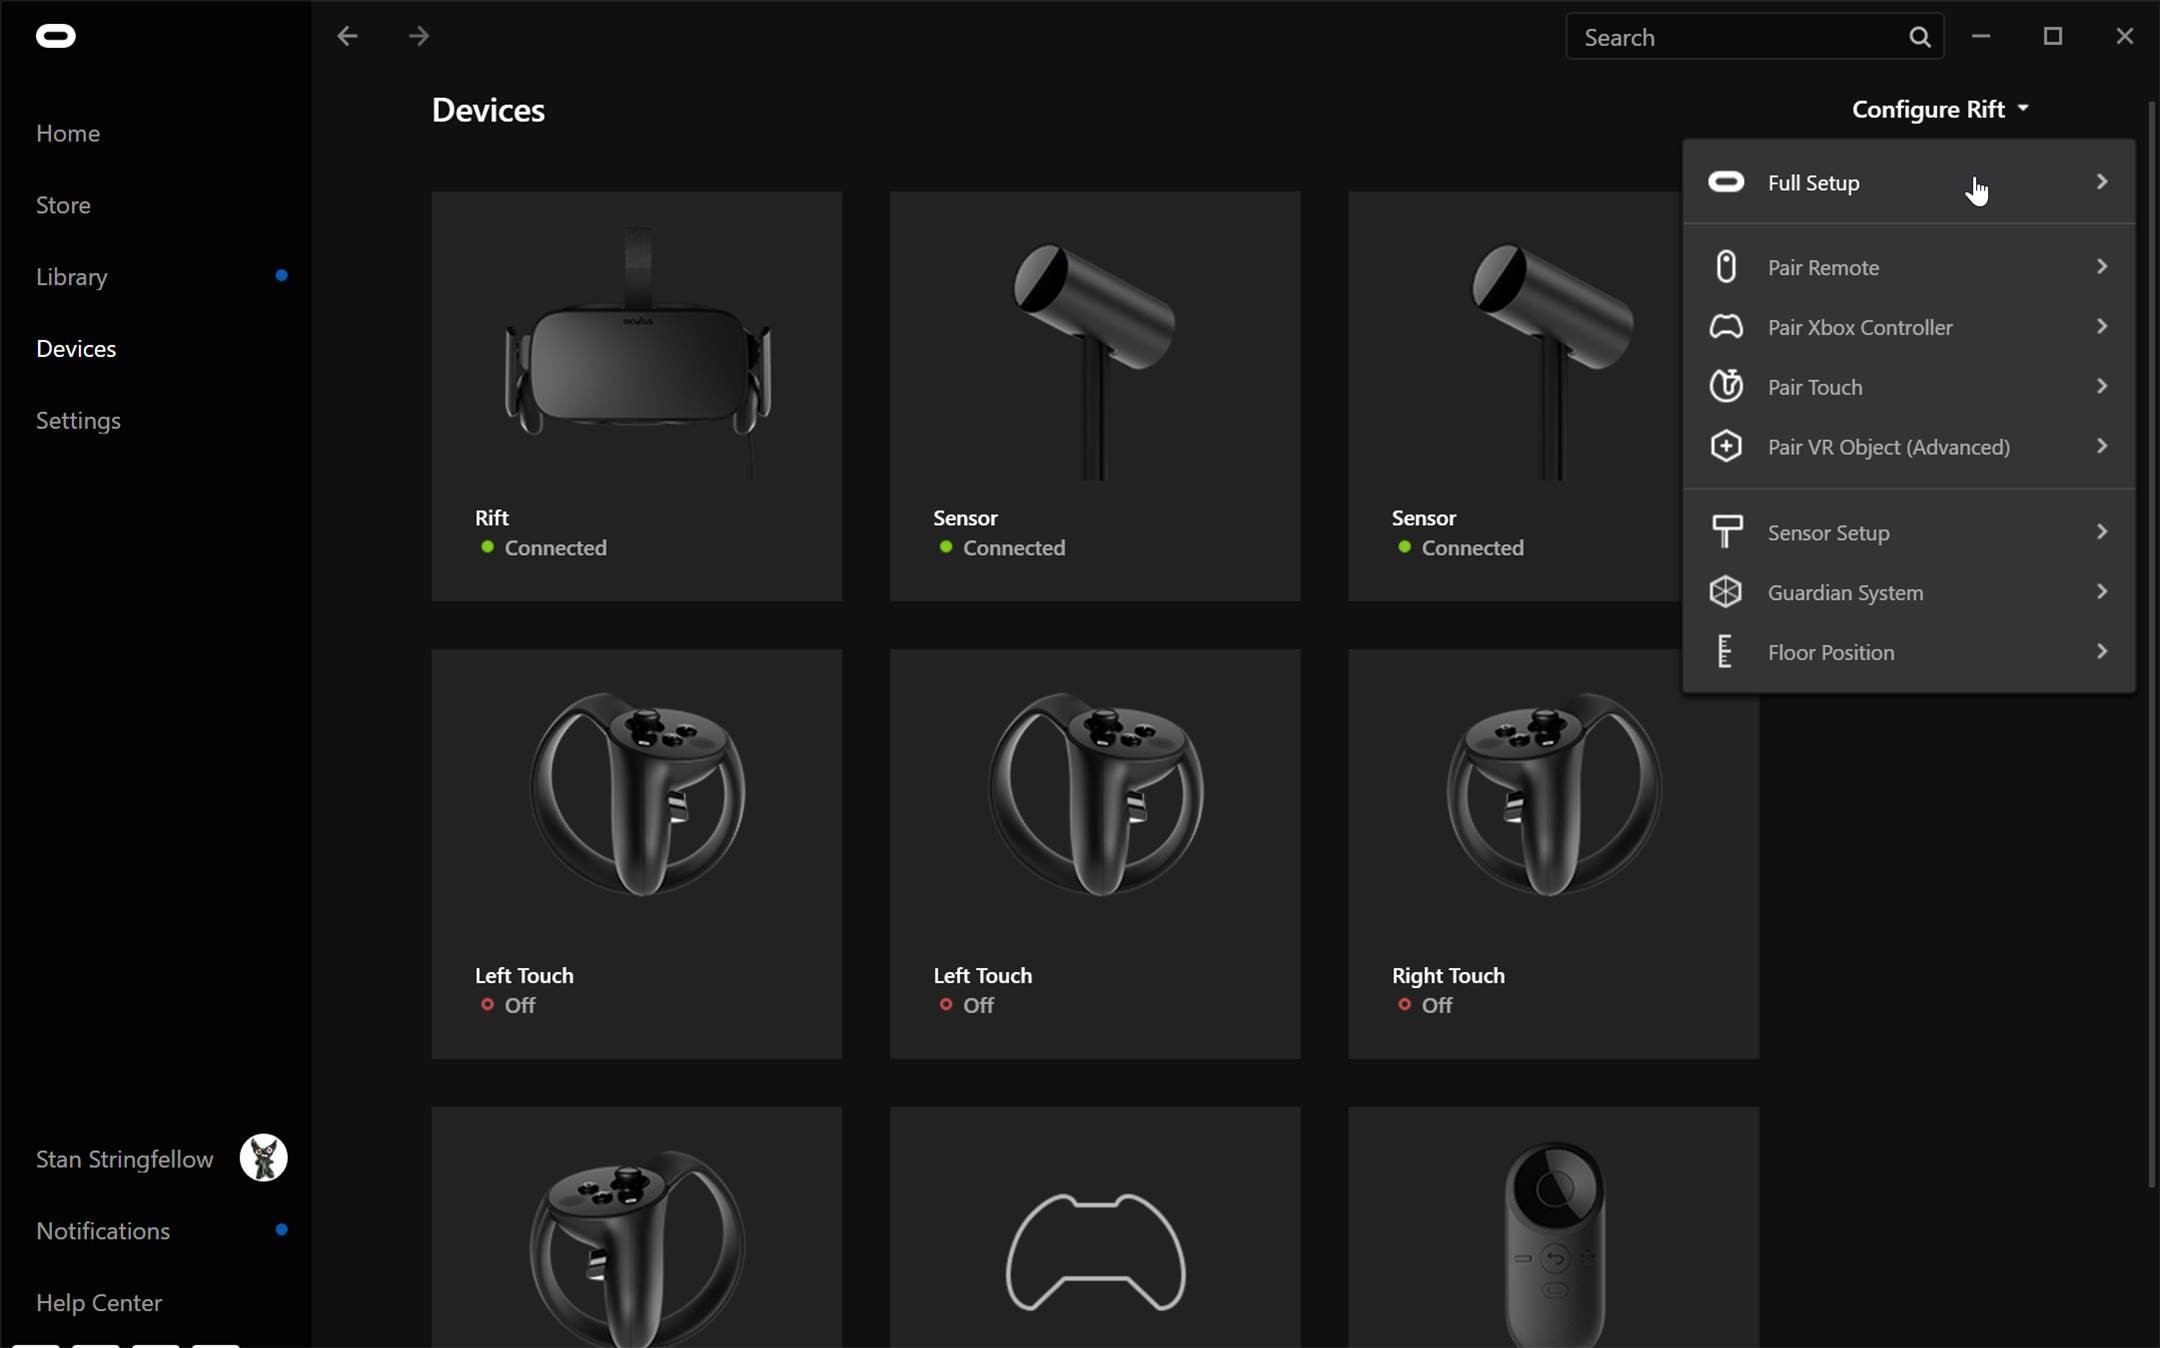 Search
Home
Store
Library
Devices
Settings
Stan Stringfellow
Notifications
Help Center
Devices
Configure Rift
Full Setup
Pair Remote
Pair Xbox Controller
Pair Touch
Pair VR Object (Advanced)
Sensor Setup
Guardian System
Floor Position
oculus
Rift
Connected
Sensor
Connected
Sensor
Connected
Left Touch
Off
Left Touch
Off
Right Touch
Off